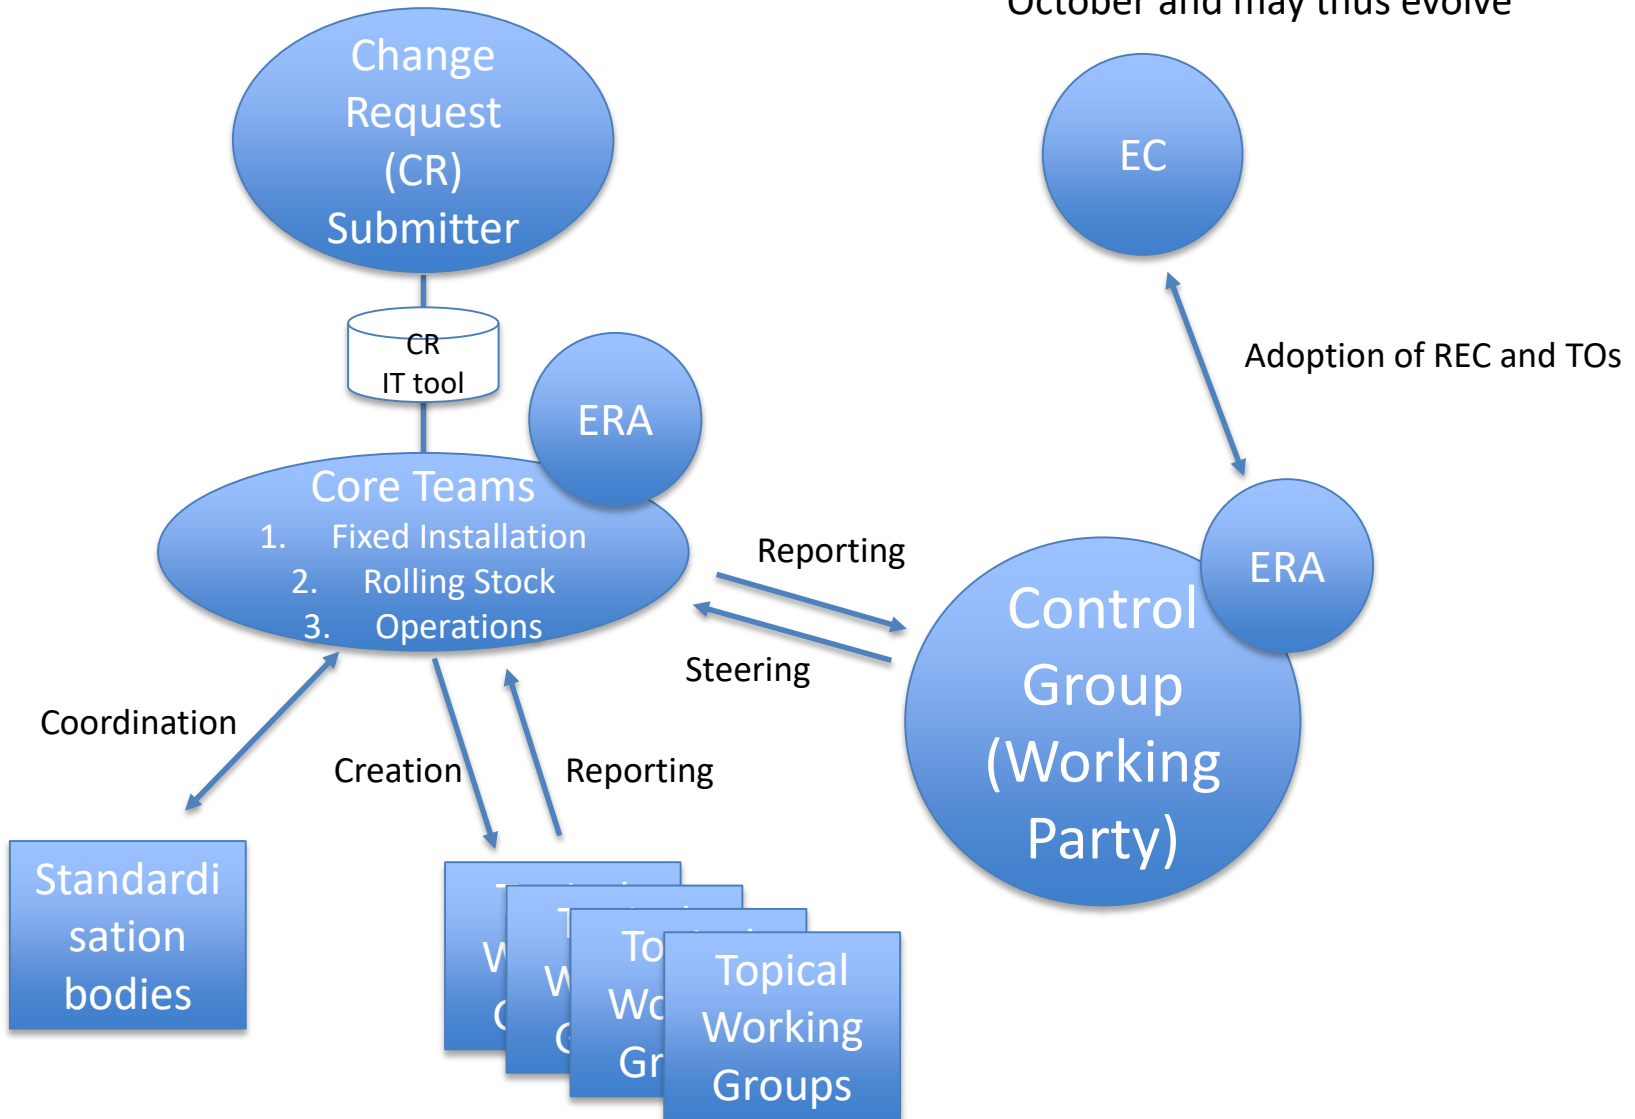 October and may thus evolve
Change
Request
(CR)
Submitter
EC
CR
IT tool
Adoption of REC and TOs
ERA
Core Teams
1. Fixed Installation
2. Rolling Stock
3. Operations
Reporting
Steering
ERA
Control
Group
(Working
Party)
Coordination
Creation
Reporting
Standardi
sation
bodies
Topical
Working
Groups